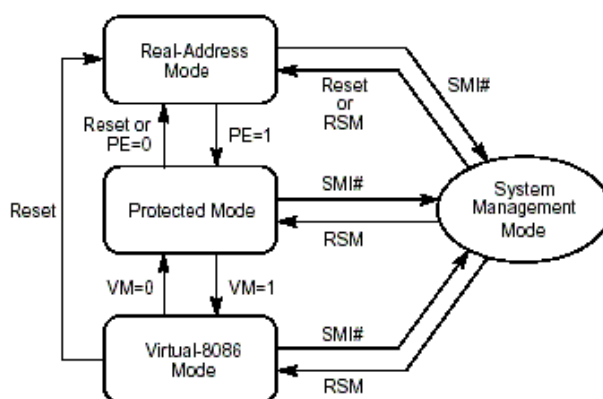 Real-Address
Mode
SMI#
Reset
or
RSM
Reset or
PE=0
PE=1
Reset
Protected Mode
SMI#
RSM
System
Management
Mode
VM=0
VM=1
SMI#
Virtual-8086
Mode
RSM